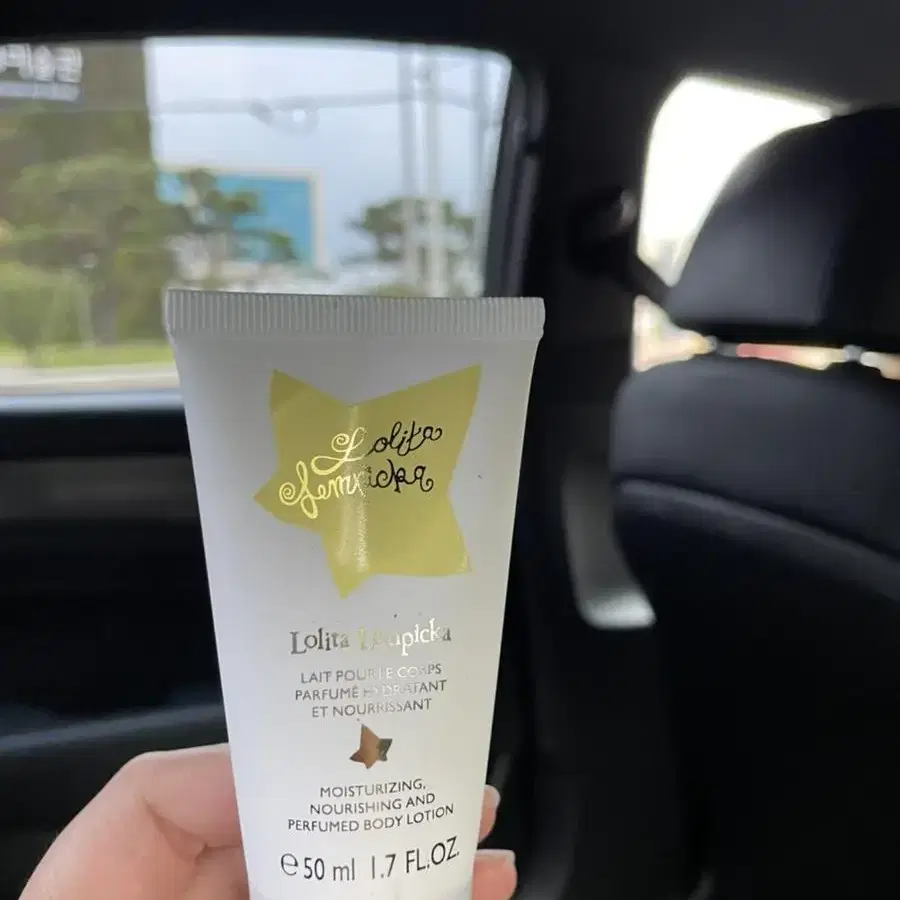 Lolita
Lempicka
Lolita Lempicka
LAIT POUR LE CORPS
PARFUMÉ HYDRATANT
ET NOURRISSANT
MOISTURIZING,
NOURISHING AND
PERFUMED BODY LOTION
℮ 50 ml 1.7 FL.OZ.